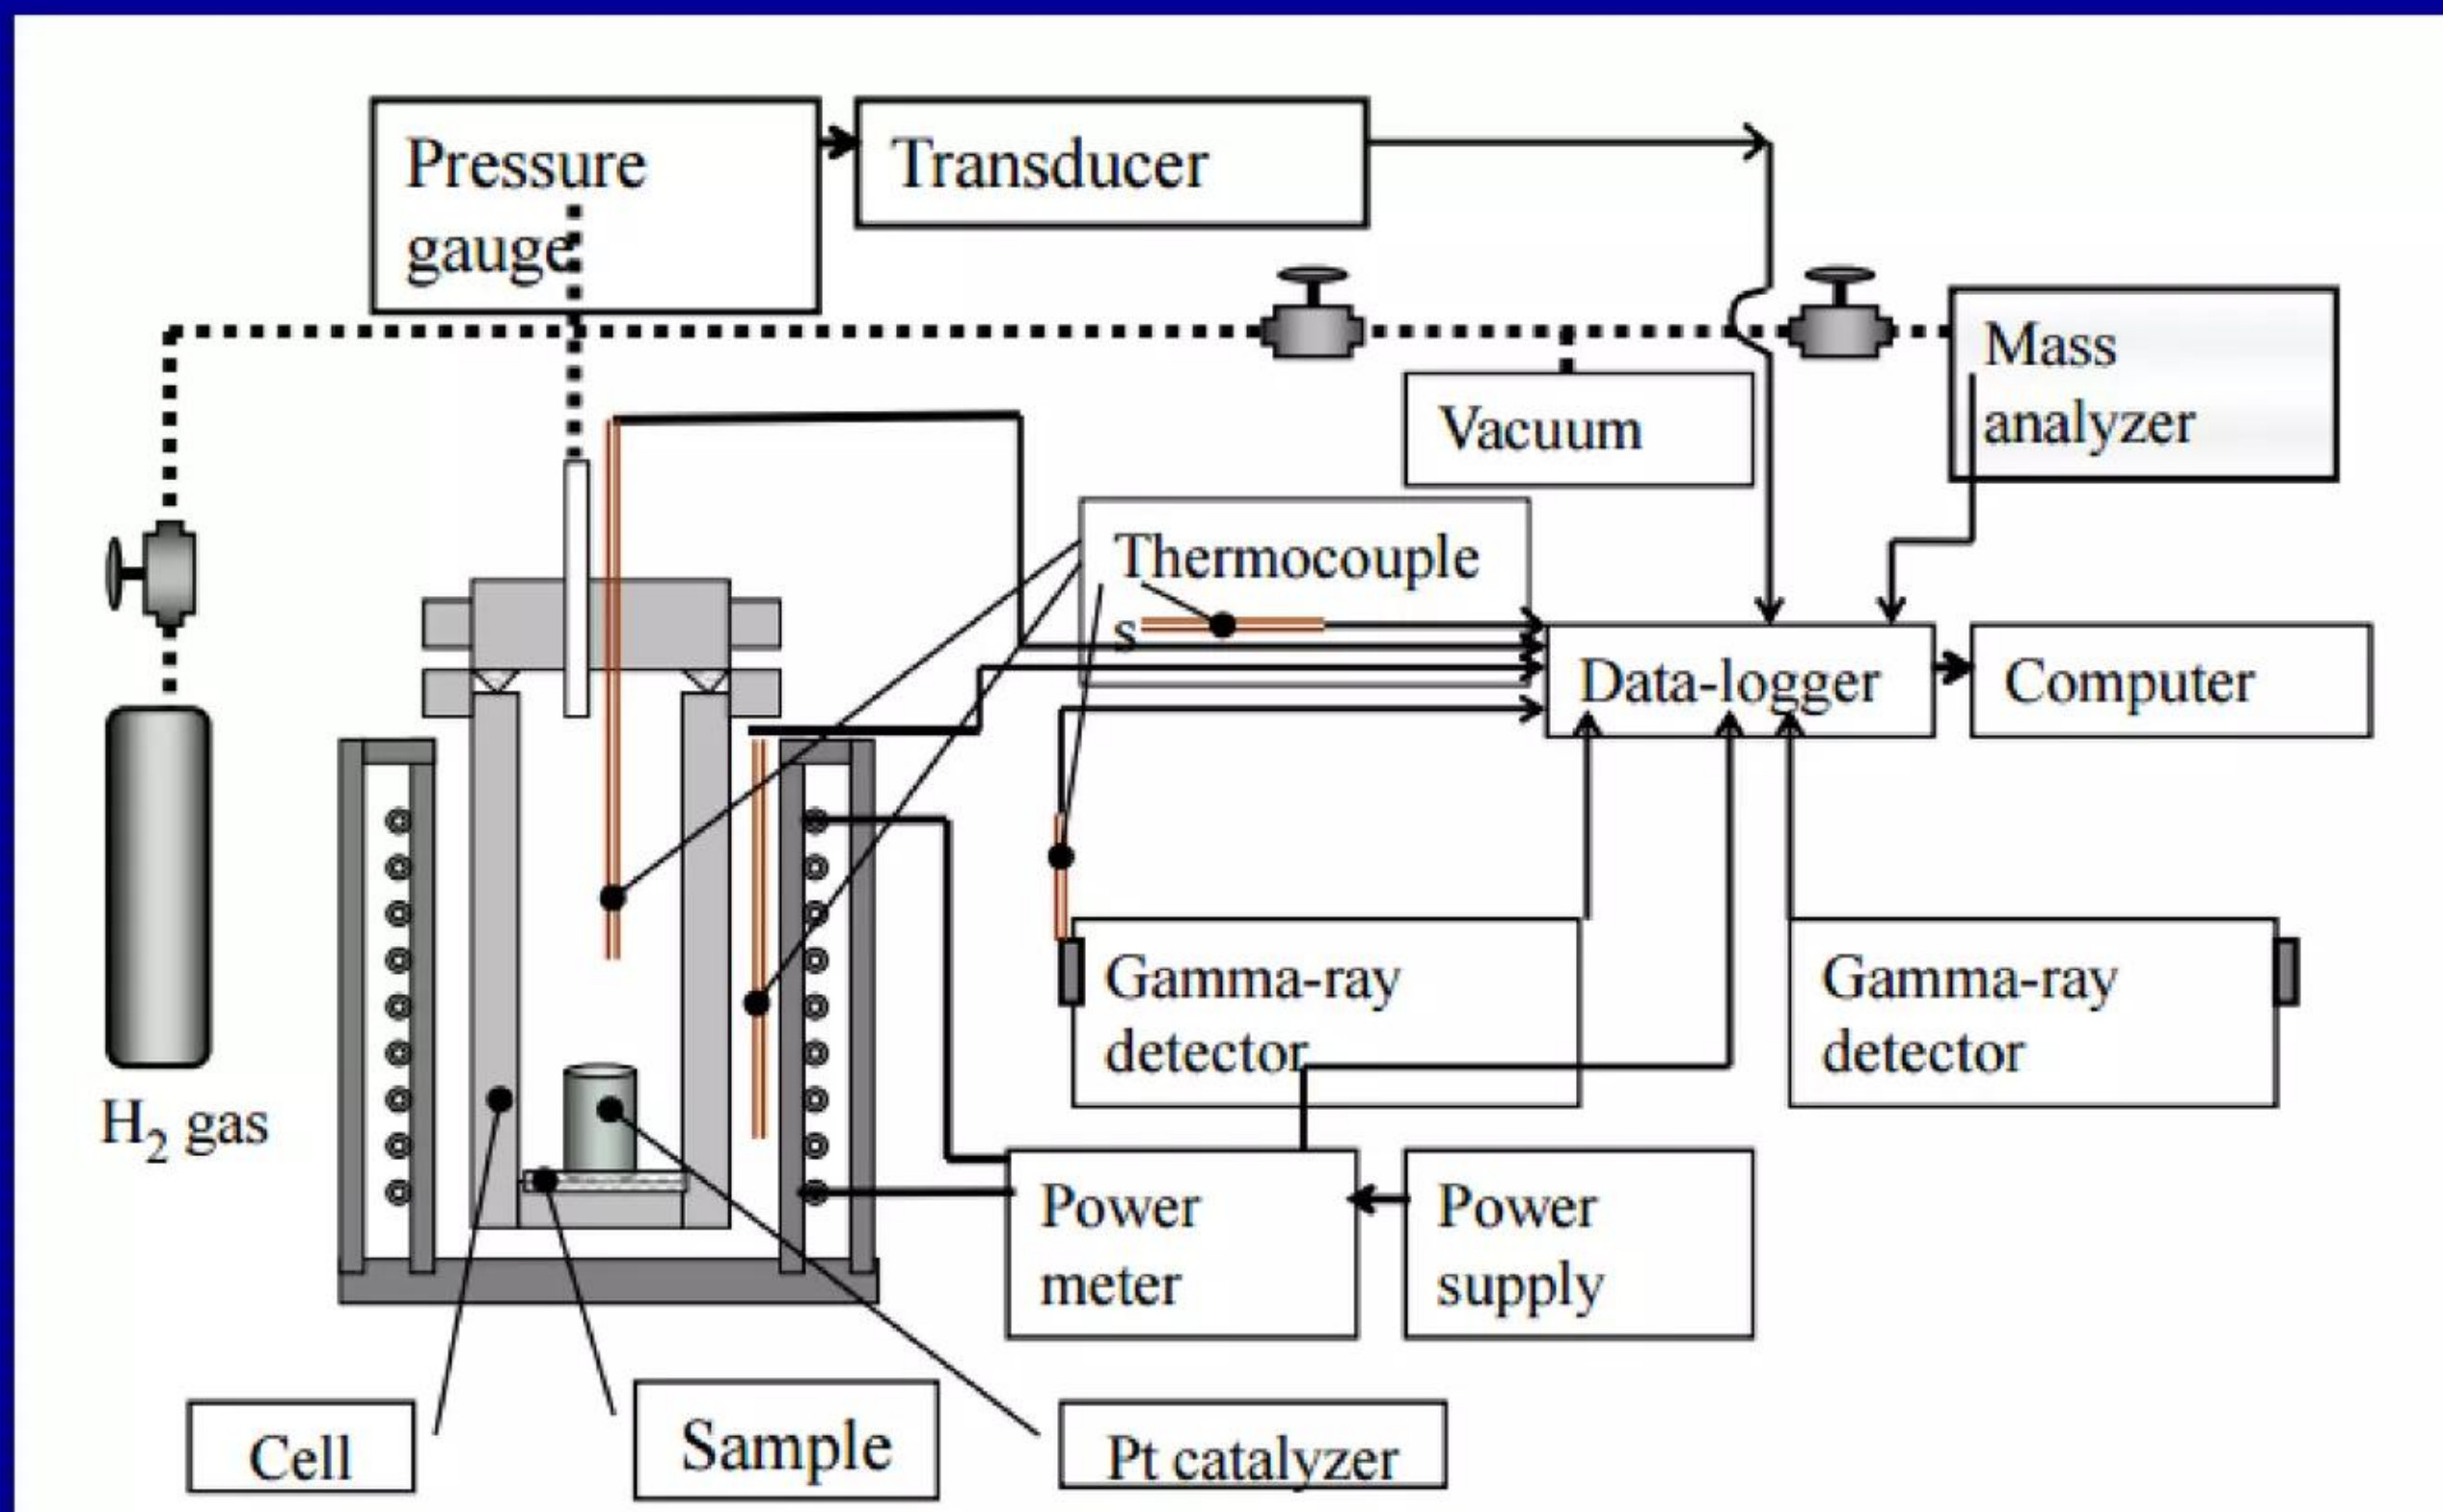 Pressure
gauge
Transducer
Mass
analyzer
Vacuum
Thermocouple
s
Data-logger
Computer
H₂ gas
Gamma-ray
detector
Gamma-ray
detector
Power
meter
Power
supply
Cell
Sample
Pt catalyzer